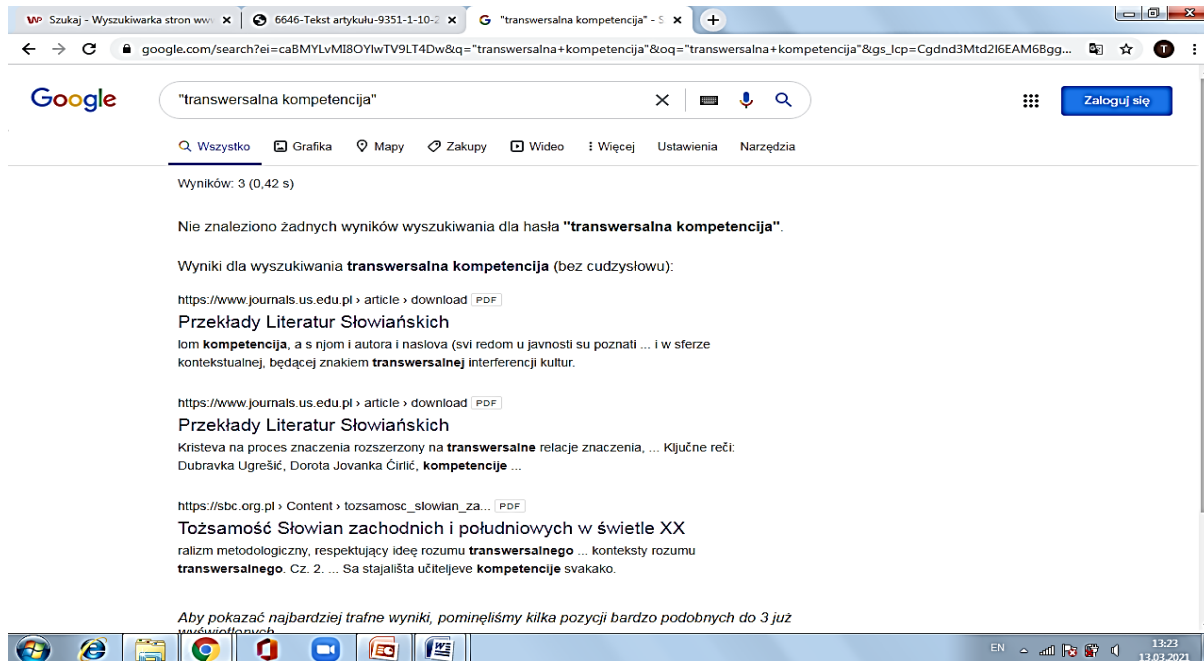 Szukaj - Wyszukiwarka stron www
6646-Tekst artykułu-9351-1-10-2
"transwersalna kompetencija" - S
google.com/search?ei=caBMYLvMI8OYlwTV9LT4Dw&q="transwersalna+kompetencija"&oq="transwersalna+kompetencija"&gs_lcp=Cgdnd3Mtd2l6EAM6Bgg...
T
Google
"transwersalna kompetencija"
Zaloguj się
Wszystko Grafika Mapy Zakupy Wideo Więcej Ustawienia Narzędzia
Wyników: 3 (0,42 s)
Nie znaleziono żadnych wyników wyszukiwania dla hasła "transwersalna kompetencija".
Wyniki dla wyszukiwania transwersalna kompetencija (bez cudzysłowu):
https://www.journals.us.edu.pl › article › download PDF
Przekłady Literatur Słowiańskich
lom kompetencija, a s njom i autora i naslova (svi redom u javnosti su poznati ... i w sferze
kontekstualnej, będącej znakiem transwersalnej interferencji kultur.
https://www.journals.us.edu.pl › article › download PDF
Przekłady Literatur Słowiańskich
Kristeva na proces znaczenia rozszerzony na transwersalne relacje znaczenia, ... Ključne reči:
Dubravka Ugrešić, Dorota Jovanka Ćirlić, kompetencije ...
https://sbc.org.pl › Content › tozsamosc_slowian_za... PDF
Tożsamość Słowian zachodnich i południowych w świetle XX
ralizm metodologiczny, respektujący ideę rozumu transwersalnego ... konteksty rozumu
transwersalnego. Cz. 2. ... Sa stajališta učiteljeve kompetencije svakako.
Aby pokazać najbardziej trafne wyniki, pominęliśmy kilka pozycji bardzo podobnych do 3 już
wyświetlonych
EN
13:23
13.03.2021